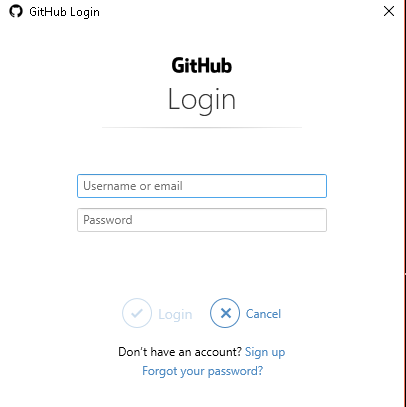 GitHub Login
GitHub
Login
Username or email
Password
Login Cancel
Don't have an account? Sign up
Forgot your password?